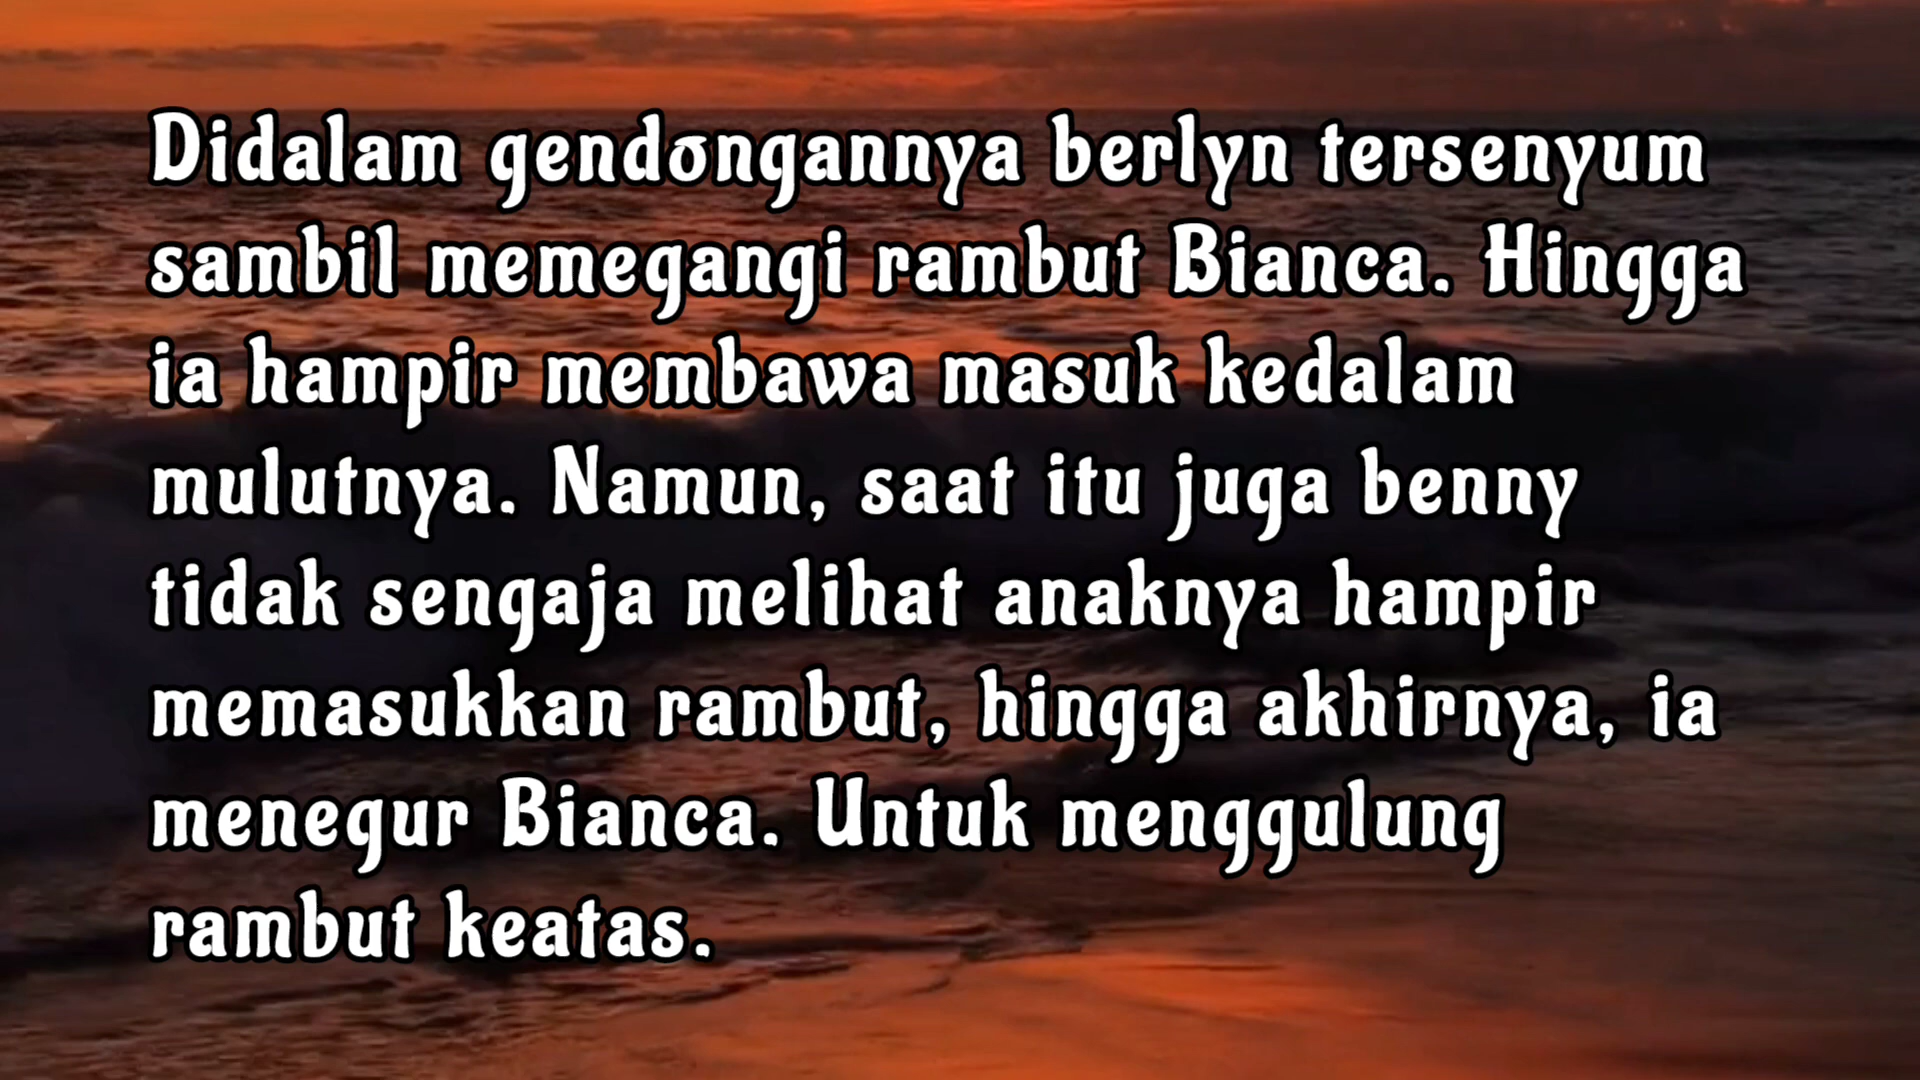 Didalam gendongannya berlyn tersenyum
sambil memegangi rambut Bianca. Hingga
ia hampir membawa masuk kedalam
mulutnya. Namun, saat itu juga benny
tidak sengaja melihat anaknya hampir
memasukkan rambut, hingga akhirnya, ia
menegur Bianca. Untuk menggulung
rambut keatas.